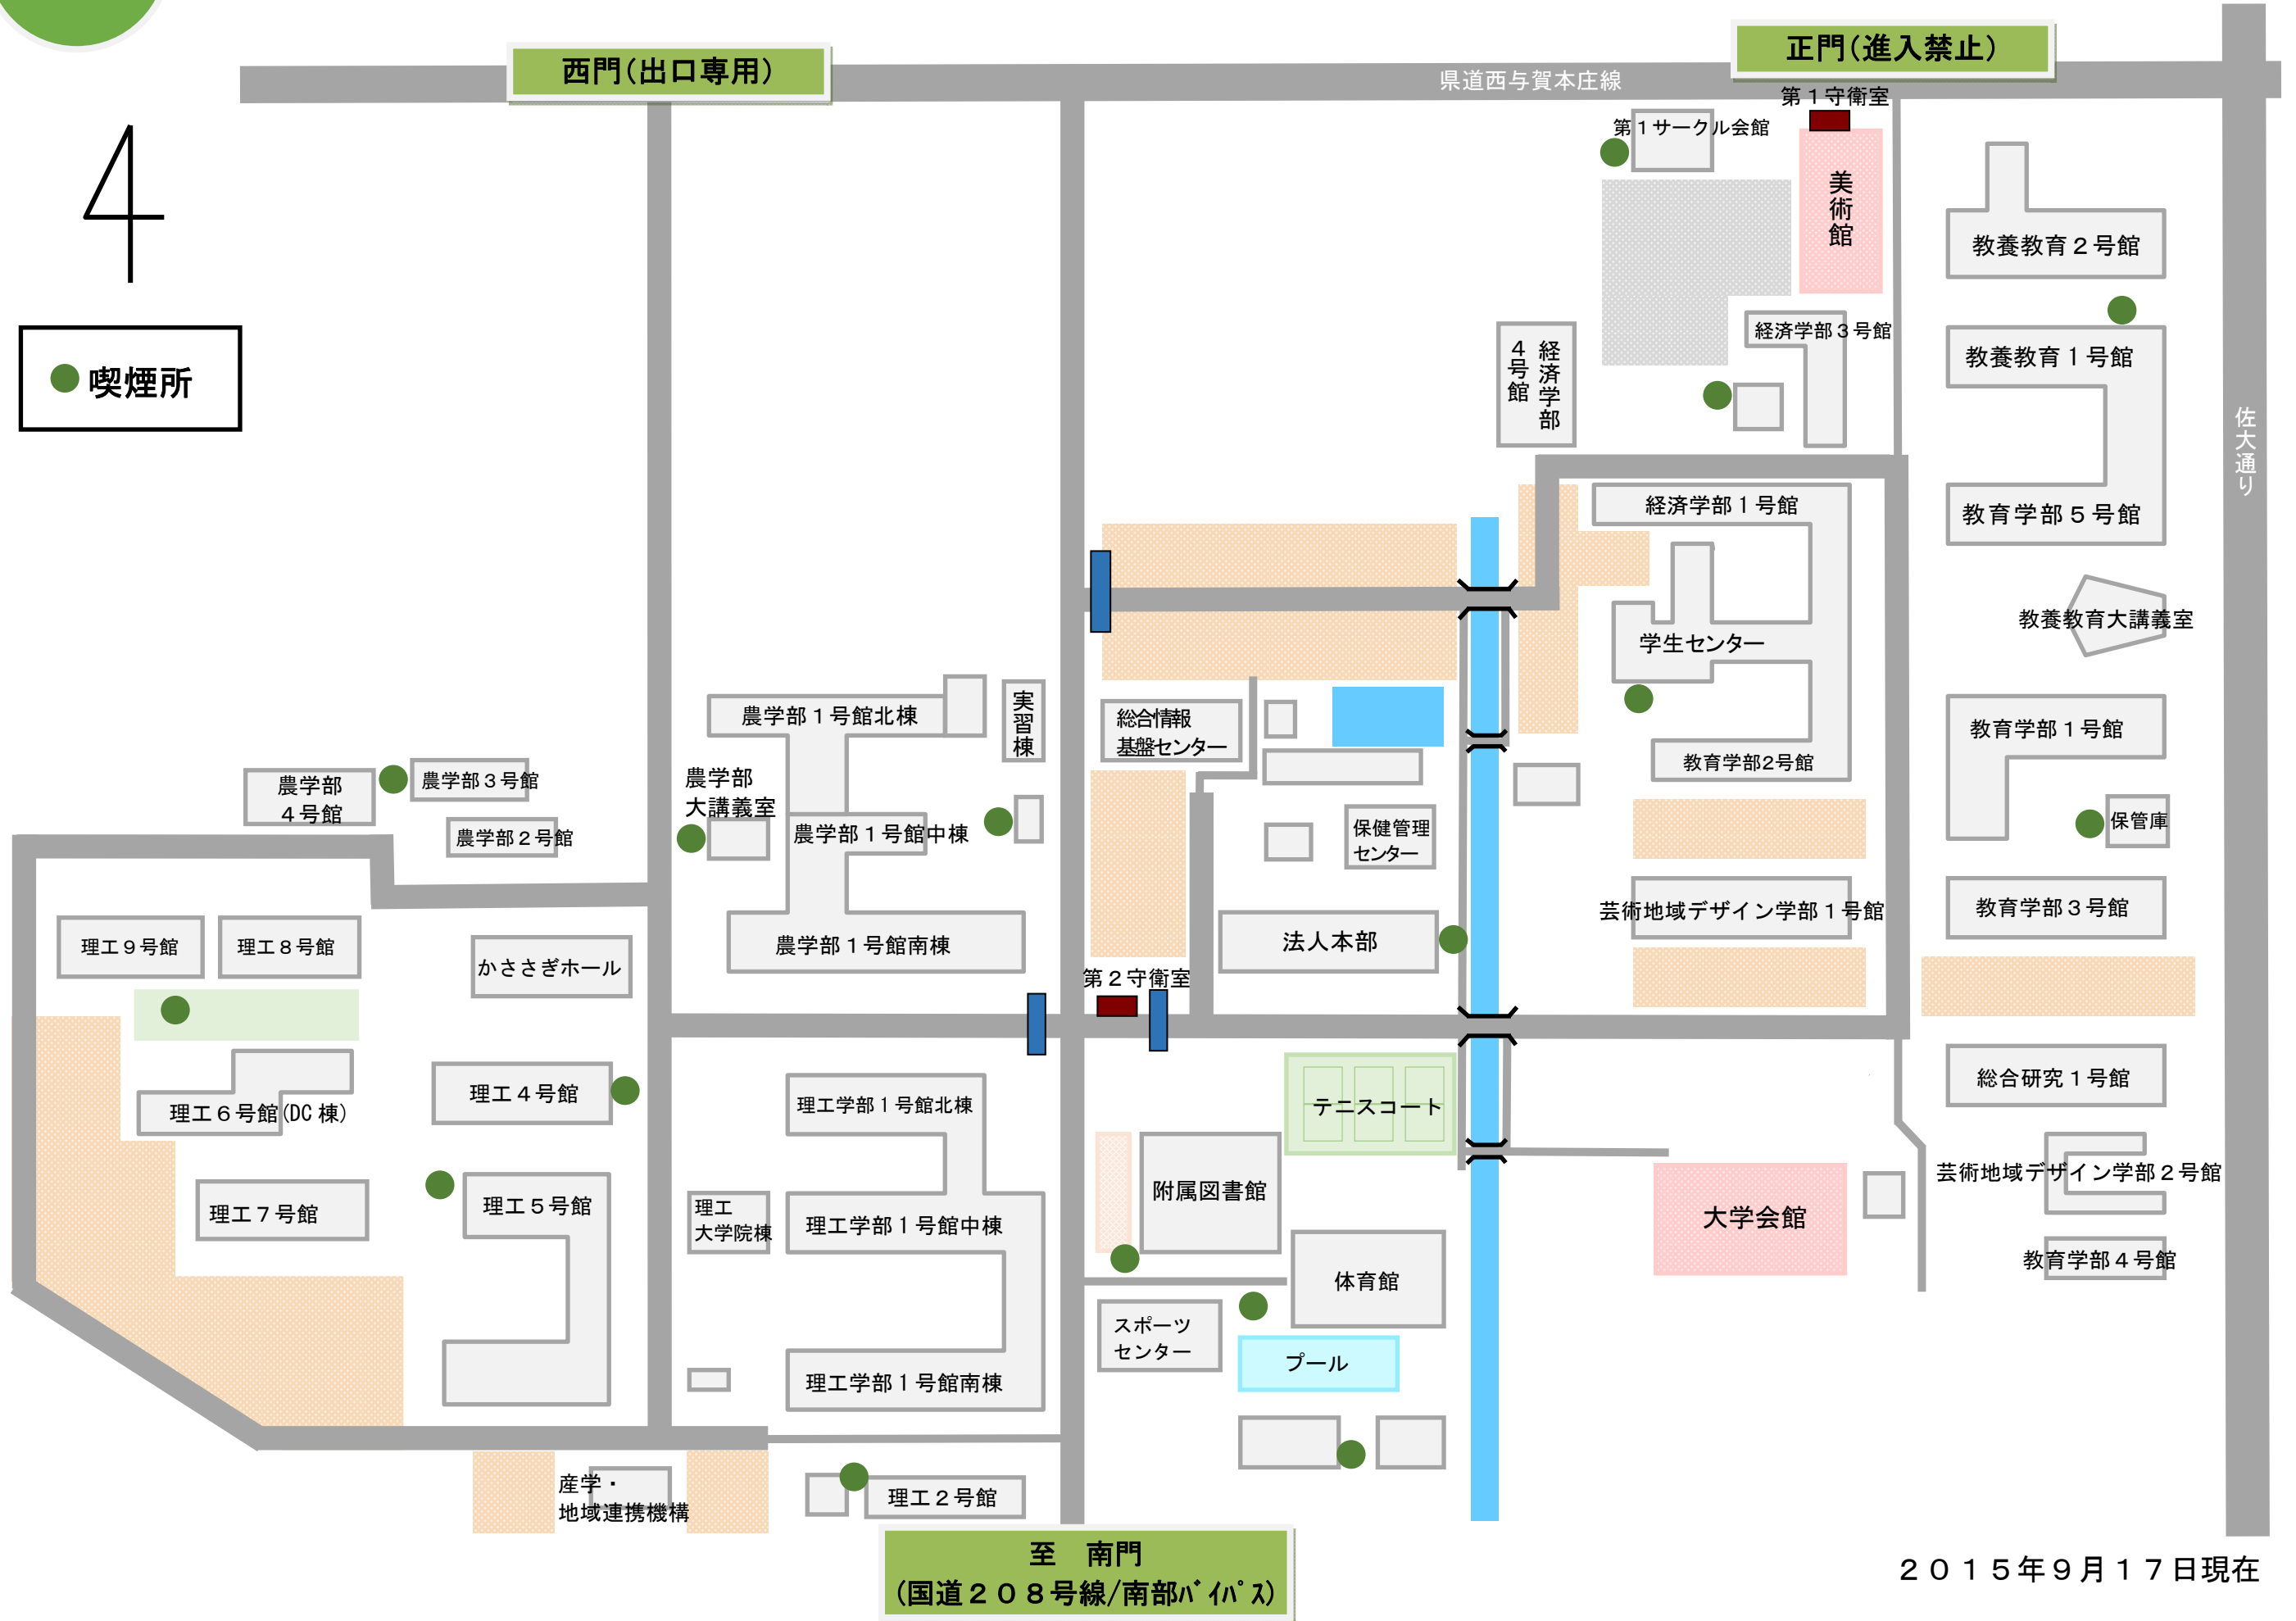 西門（出口専用）
正門（進入禁止）
県道西与賀本庄線
第１守衛室
第１サークル会館
美術館
教養教育２号館
喫煙所
経済学部３号館
経済学部
４号館
教養教育１号館
佐大通り
経済学部１号館
教育学部５号館
教養教育大講義室
学生センター
実習棟
農学部１号館北棟
総合情報
基盤センター
教育学部１号館
教育学部2号館
農学部
４号館
農学部３号館
農学部
大講義室
農学部２号館
農学部１号館中棟
保健管理
センター
保管庫
芸術地域デザイン学部１号館
教育学部３号館
理工９号館
理工８号館
かささぎホール
農学部１号館南棟
法人本部
第２守衛室
総合研究１号館
理工６号館(DC棟)
理工４号館
理工学部１号館北棟
テニスコート
芸術地域デザイン学部２号館
理工７号館
理工５号館
理工
大学院棟
理工学部１号館中棟
附属図書館
大学会館
教育学部４号館
体育館
スポーツ
センター
プール
理工学部１号館南棟
産学・
地域連携機構
理工２号館
至　南門
(国道２０８号線/南部ﾊﾞｲﾊﾟｽ)
２０１５年９月１７日現在